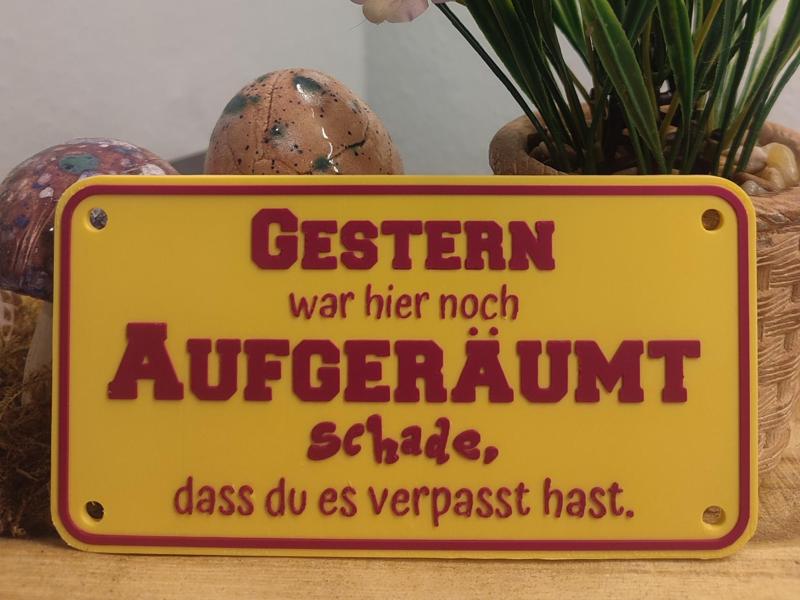 Gestern
war hier noch
Aufgeräumt
schade,
dass du es verpasst hast.